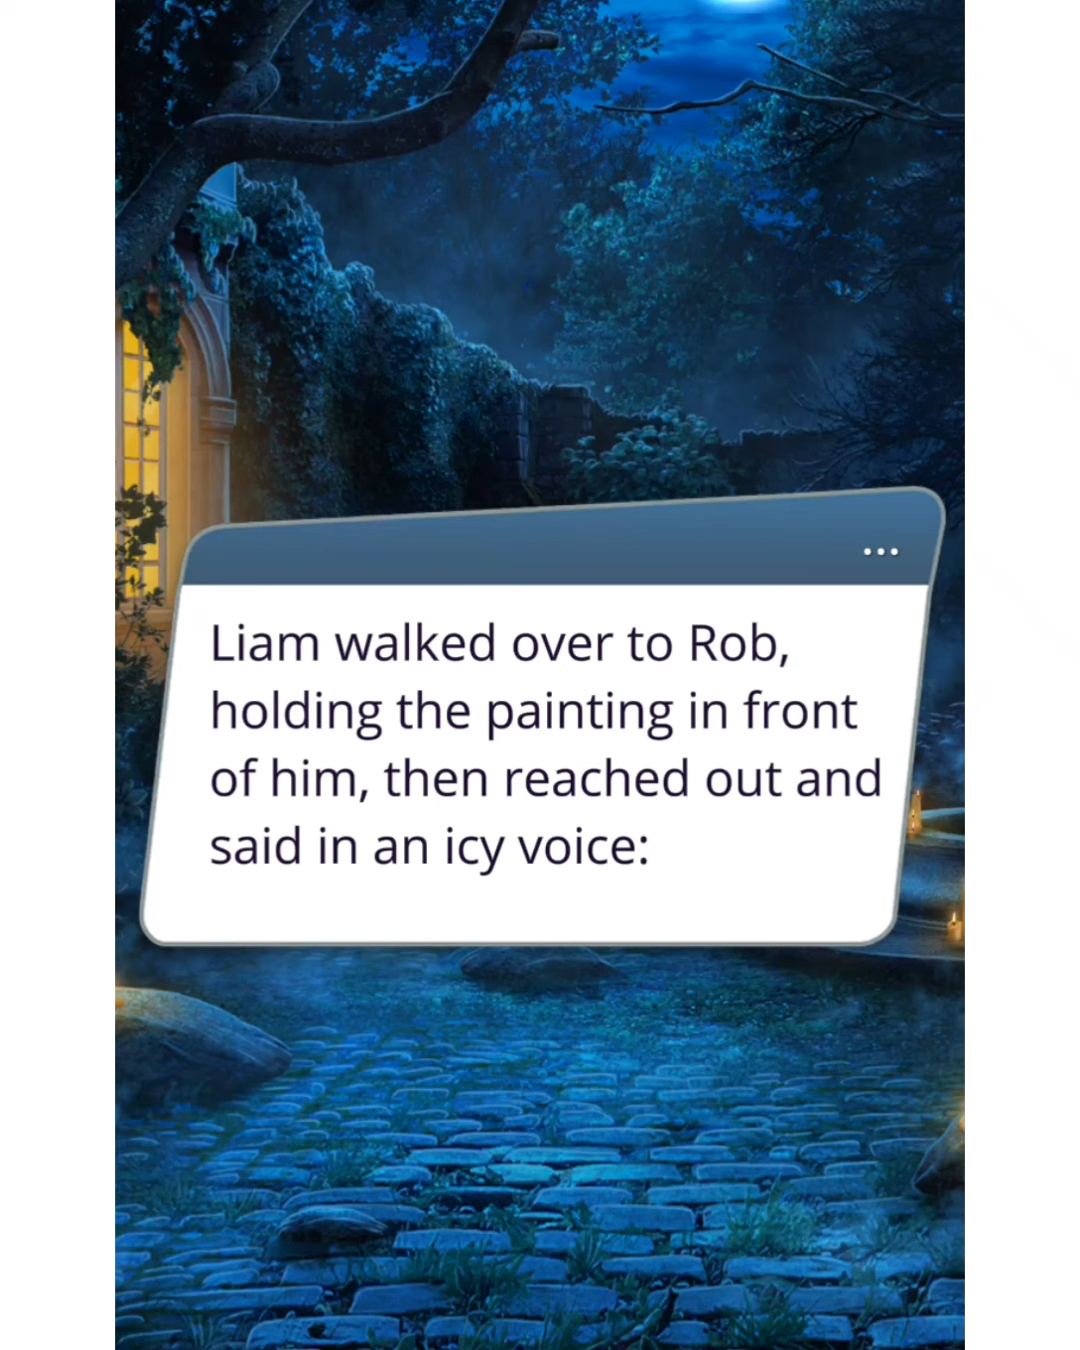 Liam walked over to Rob,
holding the painting in front
of him, then reached out and
said in an icy voice: